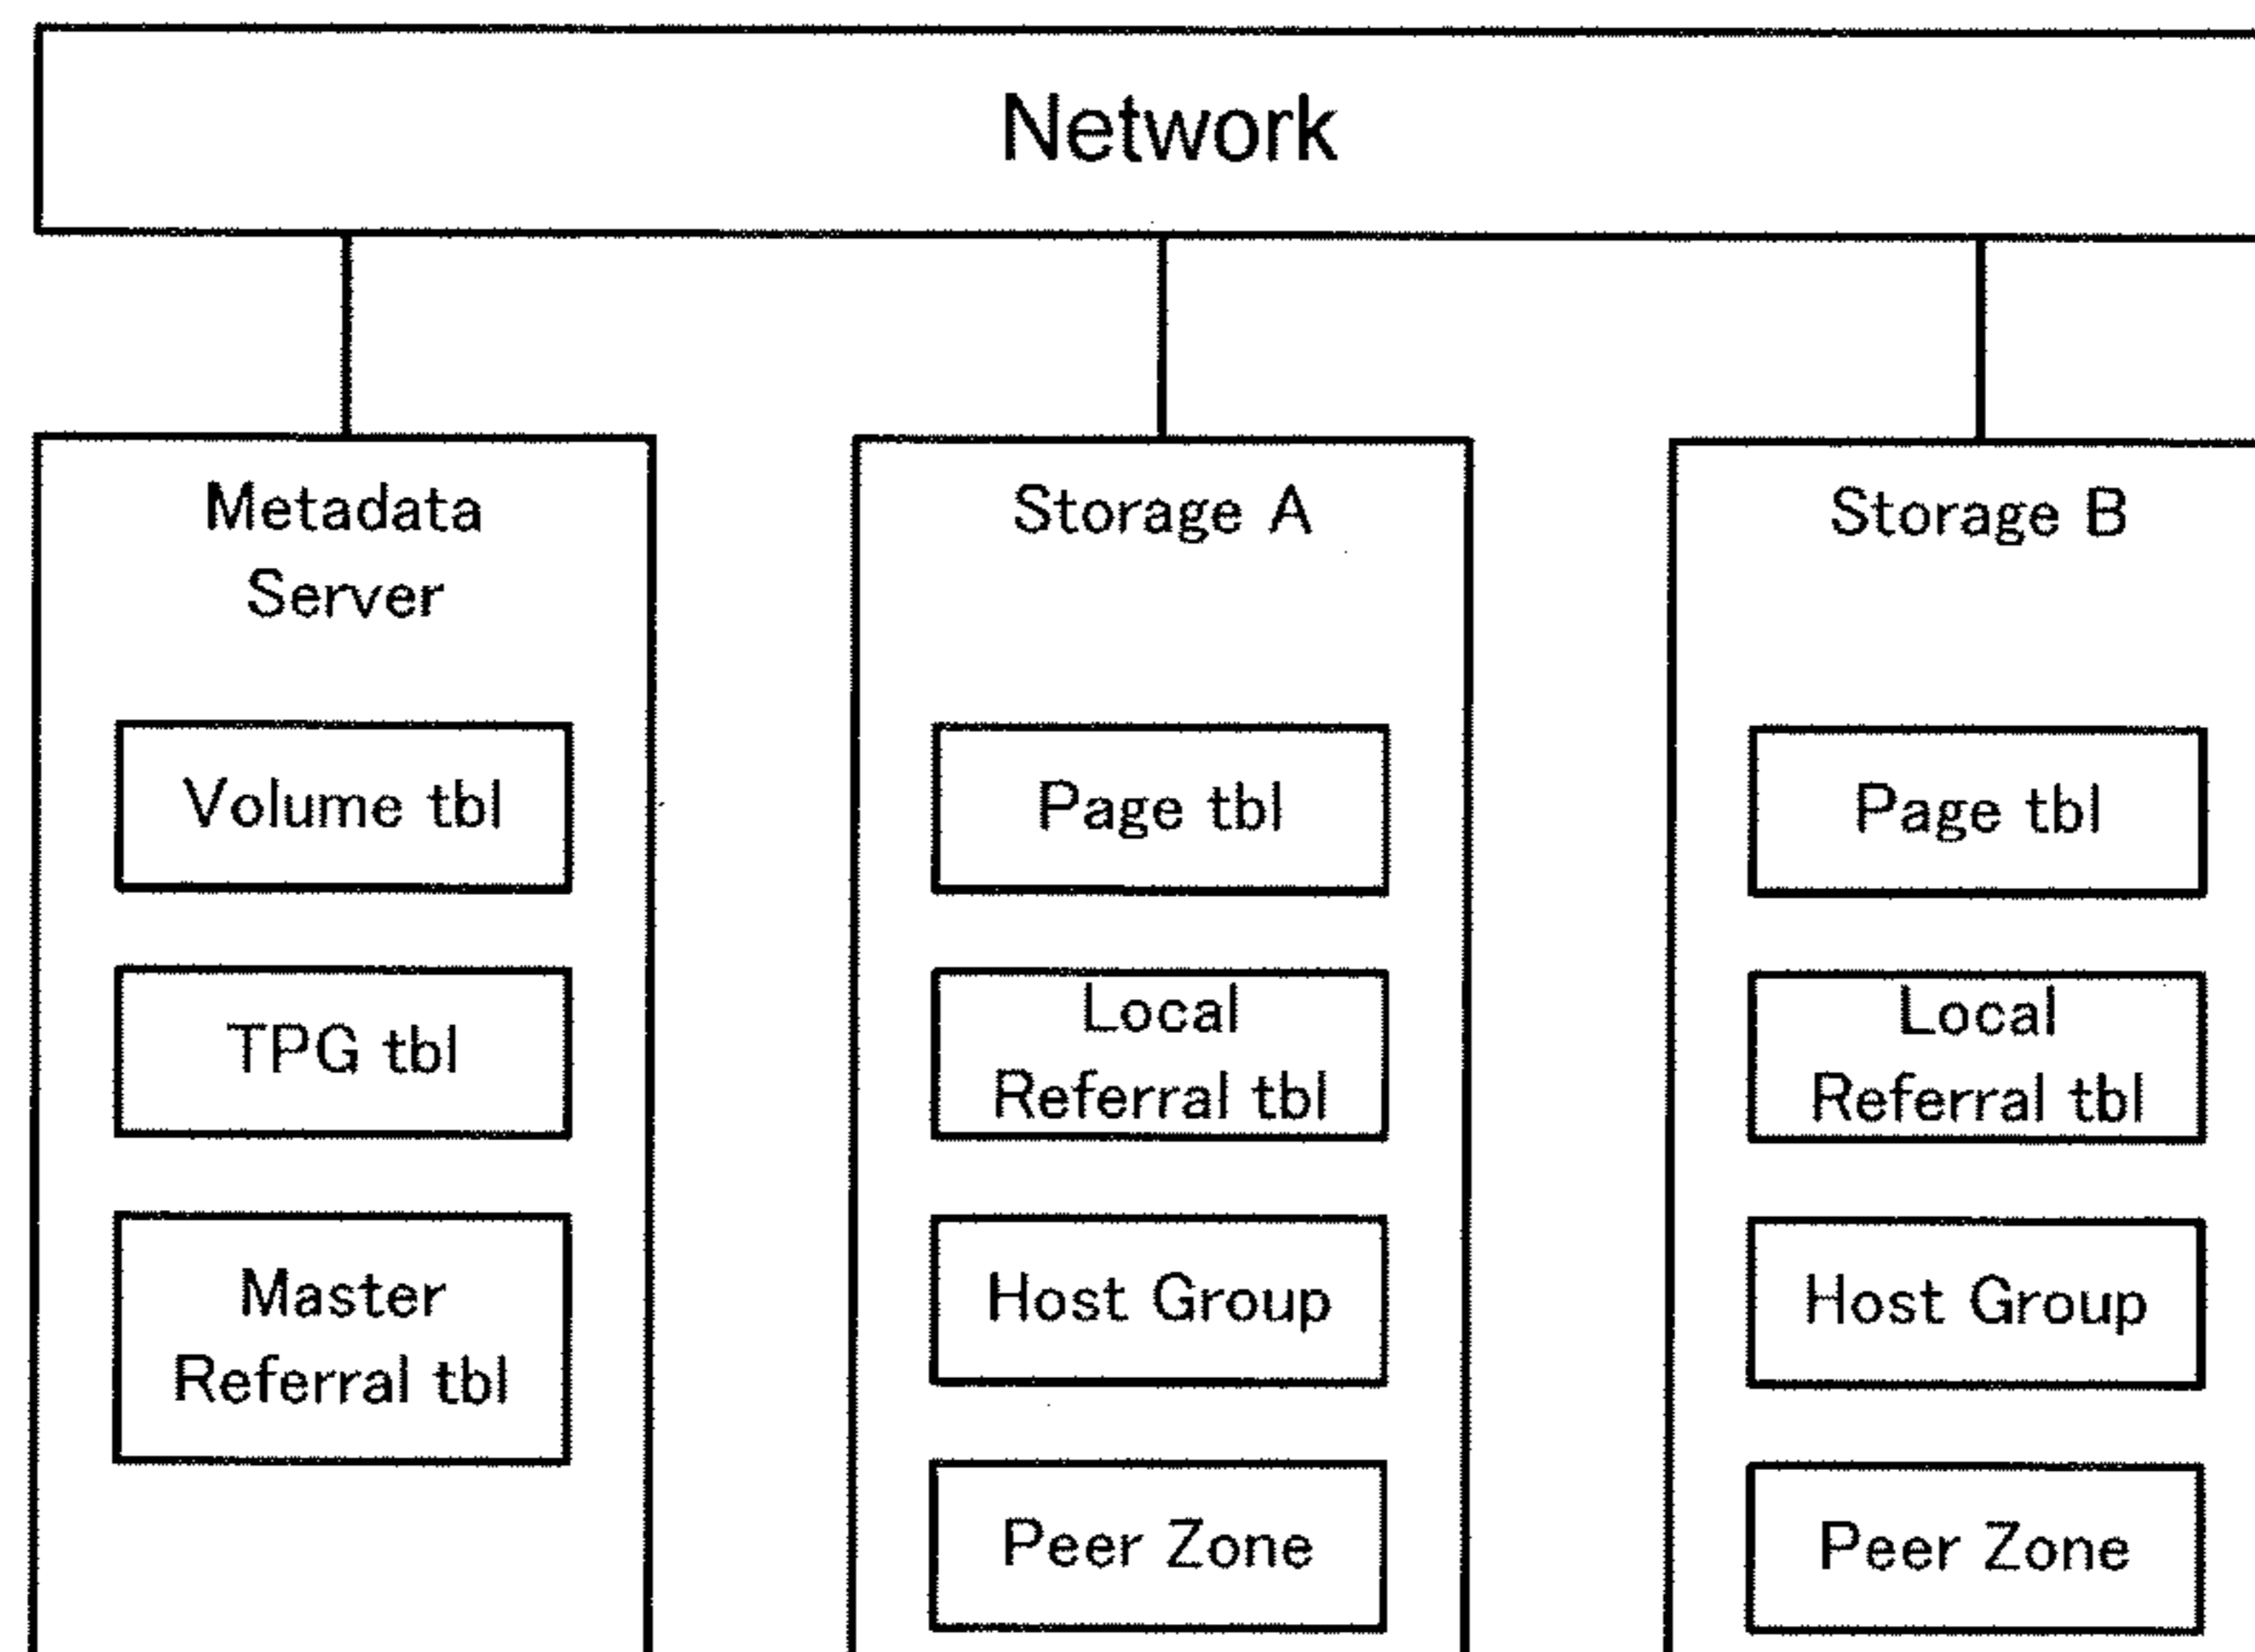 Network
Metadata
Server
Volume tbl
TPG tbl
Master
Referral tbl
Storage A
Page tbl
Local
Referral tbl
Host Group
Peer Zone
Storage B
Page tbl
Local
Referral tbl
Host Group
Peer Zone